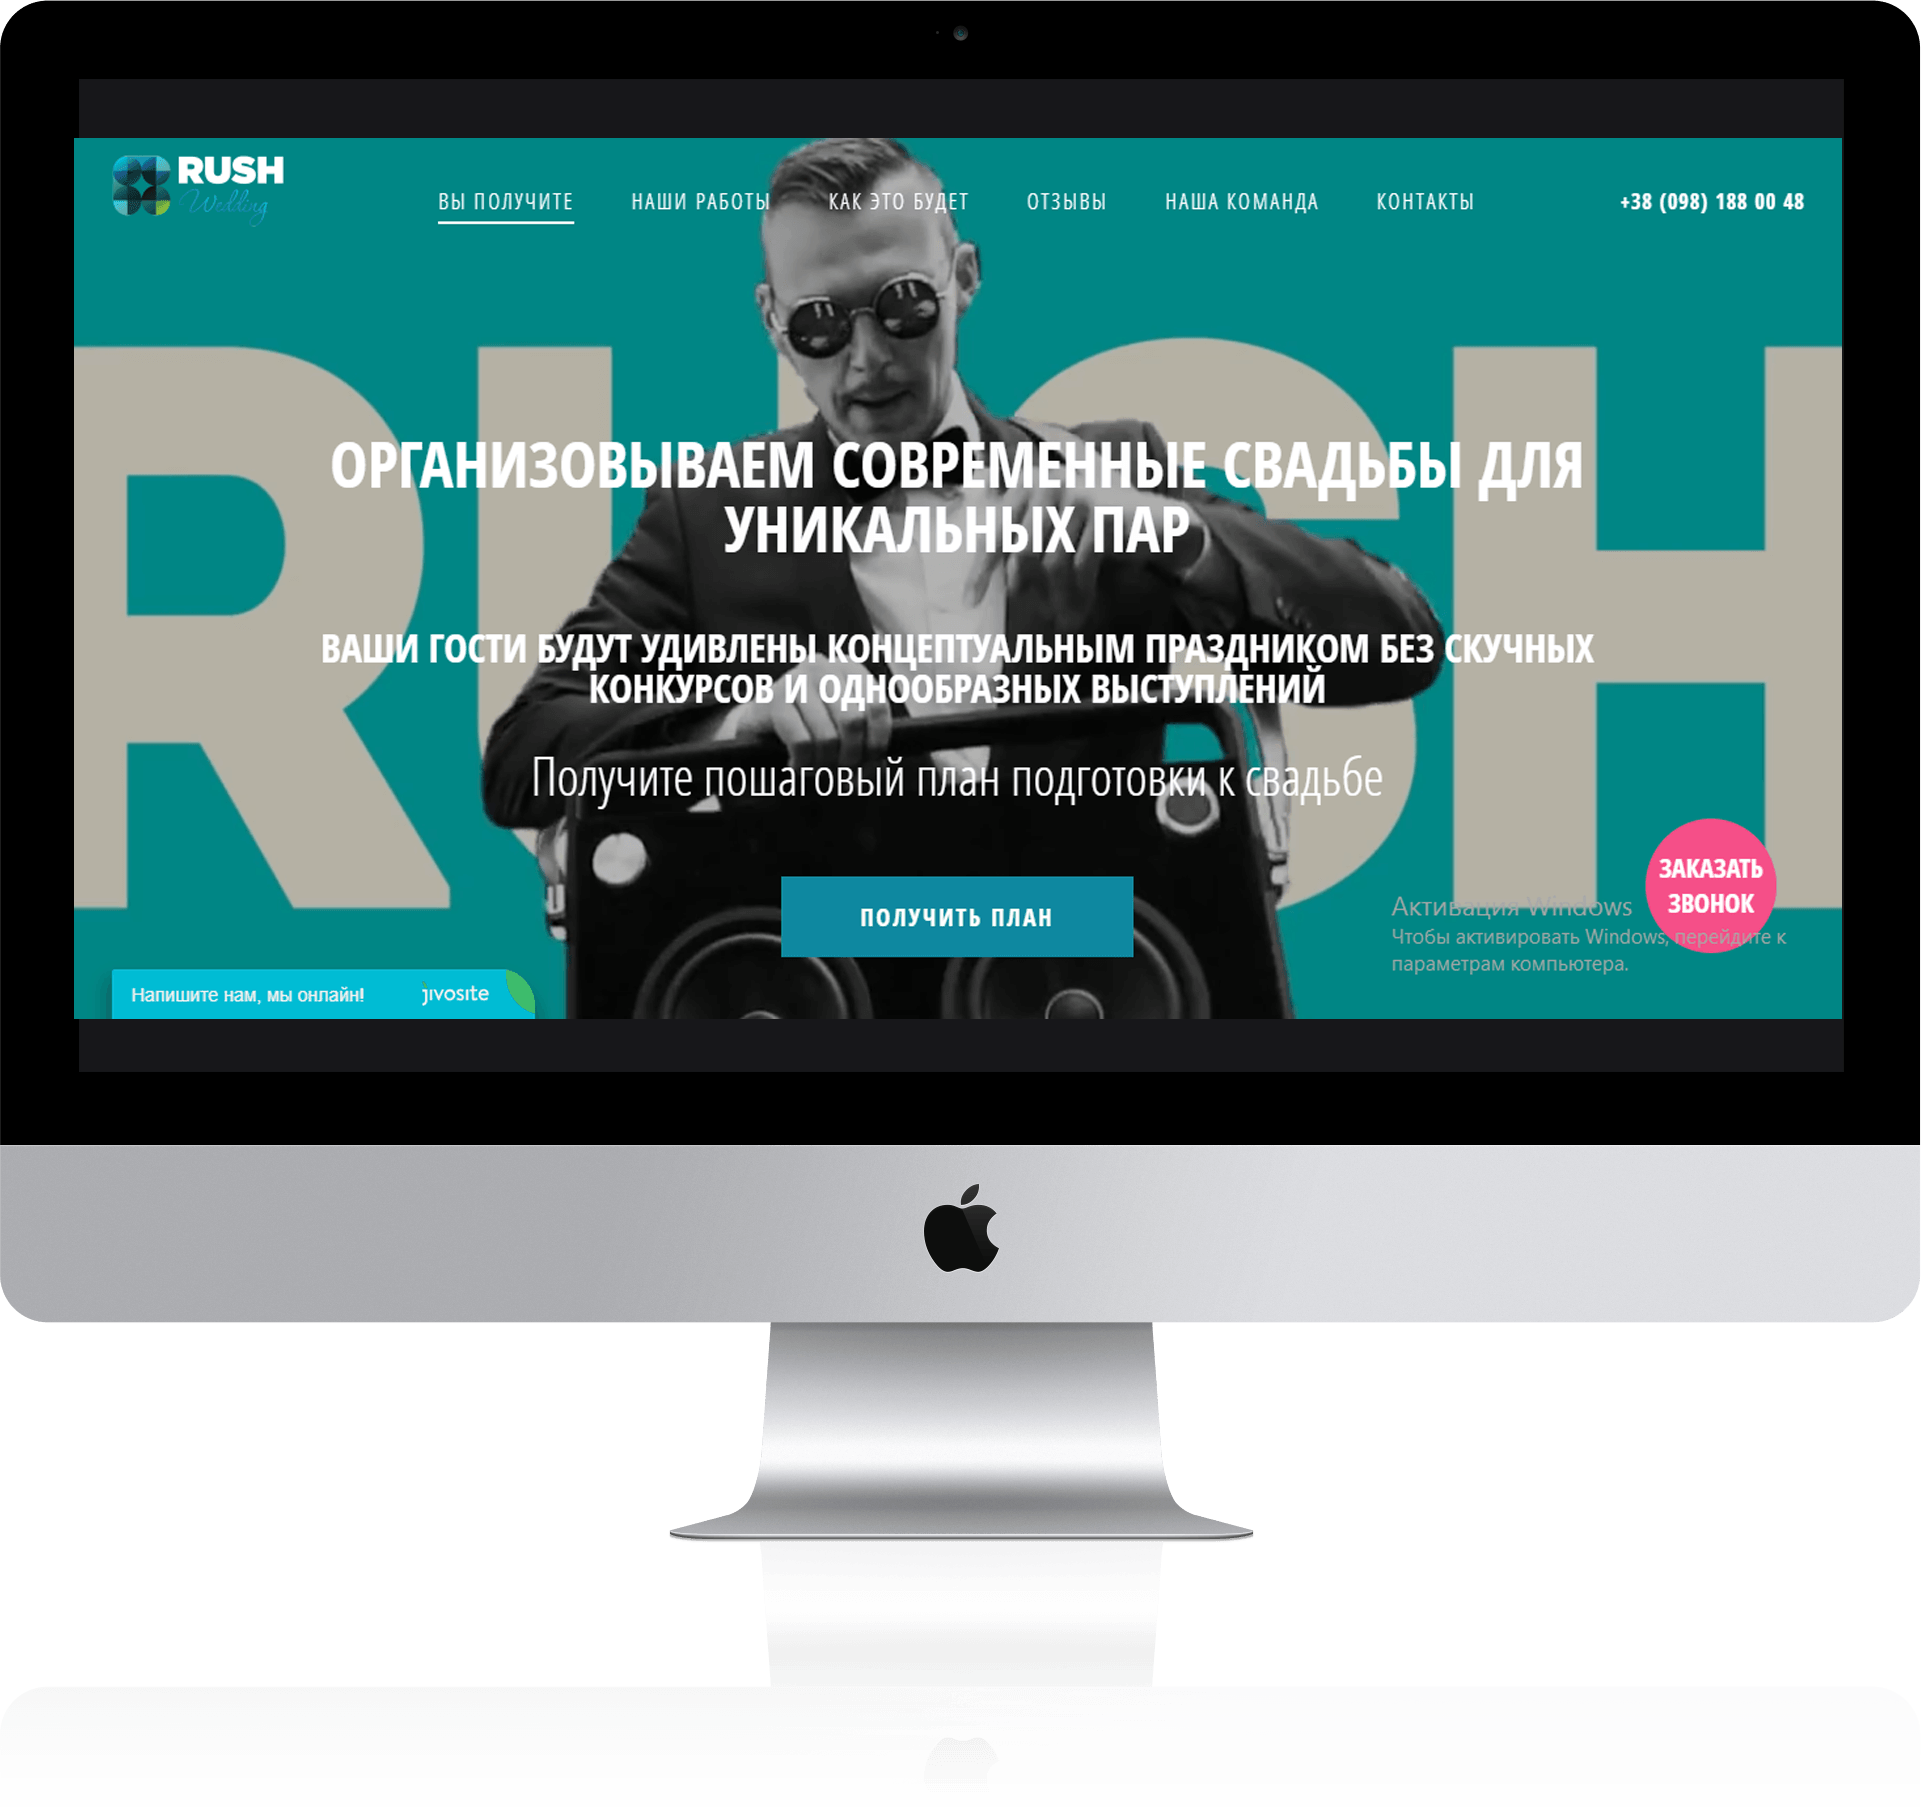 RUSH
Wedding
ВЫ ПОЛУЧИТЕ
НАШИ РАБОТЫ
КАК ЭТО БУДЕТ
ОТЗЫВЫ
НАША КОМАНДА
КОНТАКТЫ
+38 (098) 188 00 48
RUSH
ОРГАНИЗОВЫВАЕМ СОВРЕМЕННЫЕ СВАДЬБЫ ДЛЯ
УНИКАЛЬНЫХ ПАР
ВАШИ ГОСТИ БУДУТ УДИВЛЕНЫ КОНЦЕПТУАЛЬНЫМ ПРАЗДНИКОМ БЕЗ СКУЧНЫХ
КОНКУРСОВ И ОДНООБРАЗНЫХ ВЫСТУПЛЕНИЙ
Получите пошаговый план подготовки к свадьбе
ПОЛУЧИТЬ ПЛАН
ЗАКАЗАТЬ
ЗВОНОК
Активация Windows
Чтобы активировать Windows, перейдите к
параметрам компьютера.
Напишите нам, мы онлайн!
jivosite